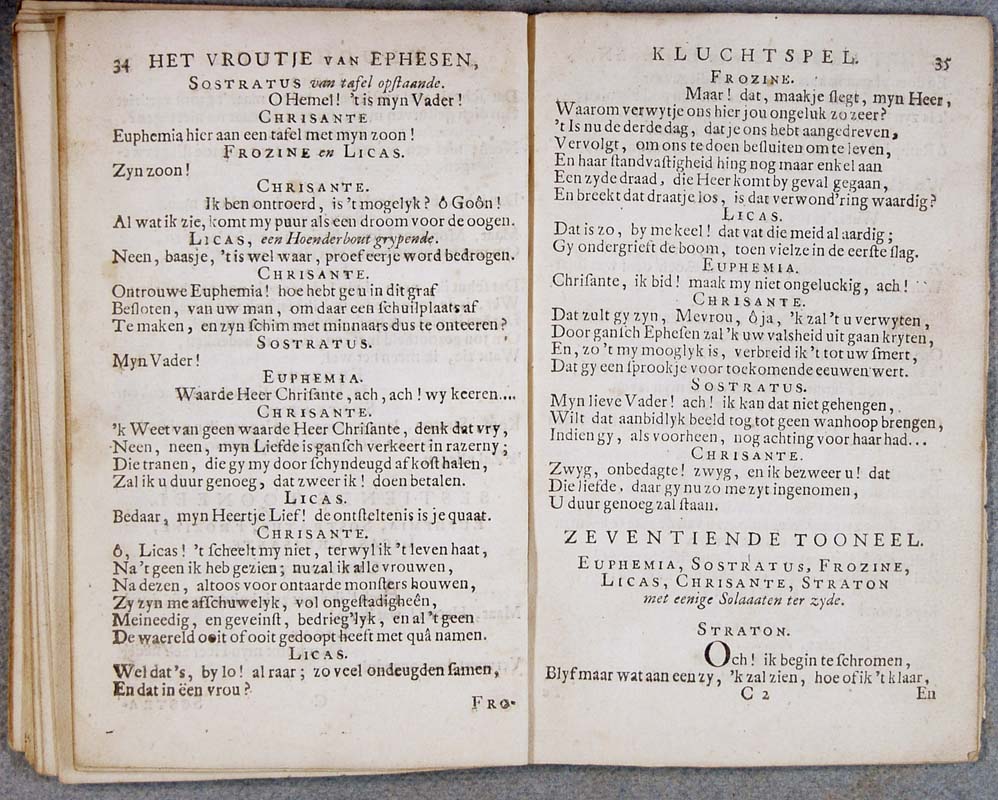 34 HET VROUTJE VAN EPHESEN,
SOSTRATUS van tafel opſtaande.
O Hemel! 't is myn Vader!
CHRISANTE.
Euphemia hier aan een tafel met myn zoon!
FROZINE en LICAS.
Zyn zoon!
CHRISANTE.
Ik ben ontroerd, is 't mogelyk? ô Goôn!
Al wat ik zie, komt my puur als een droom voor de oogen.
LICAS, een Hoenderbout grypende.
Neen, baasje, 't is wel waar, proef eer je word bedrogen.
CHRISANTE.
Ontrouwe Euphemia! hoe hebt ge u in dit graf
Beſloten, van uw man, om daar een ſchuilplaats af
Te maken, en zyn ſchim met minnaars dus te onteeren?
SOSTRATUS.
Myn Vader!
EUPHEMIA.
Waarde Heer Chriſante, ach, ach! wy keeren....
CHRISANTE.
'k Weet van geen waarde Heer Chriſante, denk dat vry,
Neen, neen, myn Liefde is ganſch verkeert in razerny;
Die tranen, die gy my door ſchyndeugd af koſt halen,
Zal ik u duur genoeg, dat zweer ik! doen betalen.
LICAS.
Bedaar, myn Heertje Lief! de ontſteltenis is je quaat.
CHRISANTE.
ô, Licas! 't ſcheelt my niet, terwyl ik 't leven haat,
Na 't geen ik heb gezien; nu zal ik alle vrouwen,
Na dezen, altoos voor ontaarde monſters houwen,
Zy zyn me afſchuwelyk, vol ongeſtadigheên,
Meineedig, en geveinſt, bedrieg'lyk, en al 't geen
De waereld ooit of ooit gedoopt heeft met quâ namen.
LICAS.
Wel dat's, by lo! al raar; zo veel ondeugden ſamen,
En dat in ëen vrou?
FRO-
KLUCHTSPEL. 35
FROZINE.
Maar! dat, maakje ſlegt, myn Heer,
Waarom verwytje ons hier jou ongeluk zo zeer?
't Is nu de derde dag, dat je ons hebt aangedreven,
Vervolgt, om ons te doen beſluiten om te leven,
En haar ſtandvaſtigheid hing nog maar enkel aan
Een zyde draad, die Heer komt by geval gegaan,
En breekt dat draatje los, is dat verwond'ring waardig?
LICAS.
Dat is zo, by me keel! dat vat die meid al aardig;
Gy ondergrieft de boom, toen viel ze in de eerſte ſlag.
EUPHEMIA.
Chriſante, ik bid! maak my niet ongeluckig, ach!
CHRISANTE.
Dat zult gy zyn, Mevrou, ô ja, 'k zal 't u verwyten,
Door ganſch Epheſen zal 'k uw valsheid uit gaan kryten,
En, zo 't my mooglyk is, verbreid ik 't tot uw ſmert,
Dat gy een ſprookje voor toekomende eeuwen wert.
SOSTRATUS.
Myn lieve Vader! ach! ik kan dat niet gehengen,
Wilt dat aanbidlyk beeld tog tot geen wanhoop brengen,
Indien gy, als voorheen, nog achting voor haar had...
CHRISANTE.
Zwyg, onbedagte! zwyg, en ik bezweer u! dat
Die liefde, daar gy nu zo me zyt ingenomen,
U duur genoeg zal ſtaan.
ZEVENTIENDE TOONEEL.
EUPHEMIA, SOSTRATUS, FROZINE,
LICAS, CHRISANTE, STRATON
met eenige Solaaaten ter zyde.
STRATON.
Och! ik begin te ſchromen,
Blyf maar wat aan een zy, 'k zal zien, hoe of ik 't klaar,
C 2 En